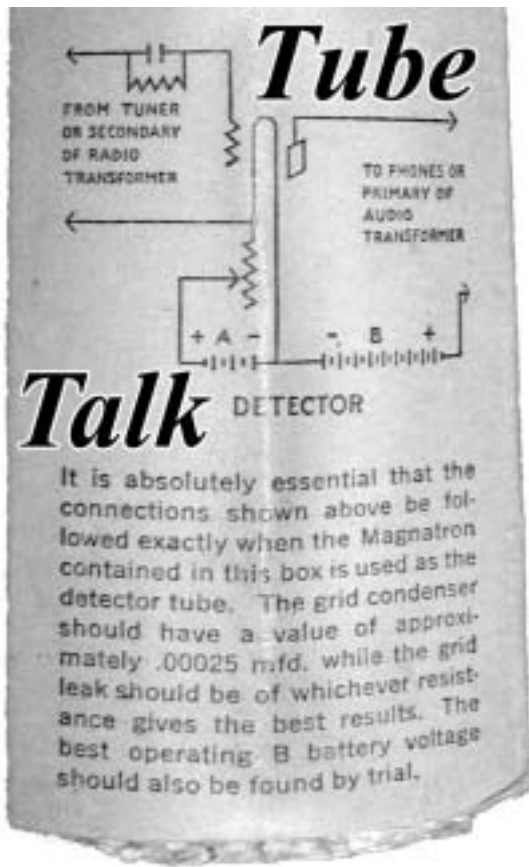 Tube
FROM TUNER
OR SECONDARY
OF RADIO
TRANSFORMER
TO PHONES OR
PRIMARY OF
AUDIO
TRANSFORMER
+ A -
- B +
Talk
DETECTOR
It is absolutely essential that the
connections shown above be fol-
lowed exactly when the Magnatron
contained in this box is used as the
detector tube. The grid condenser
should have a value of approxi-
mately .00025 mfd. while the grid
leak should be of whichever resist-
ance gives the best results. The
best operating B battery voltage
should also be found by trial.